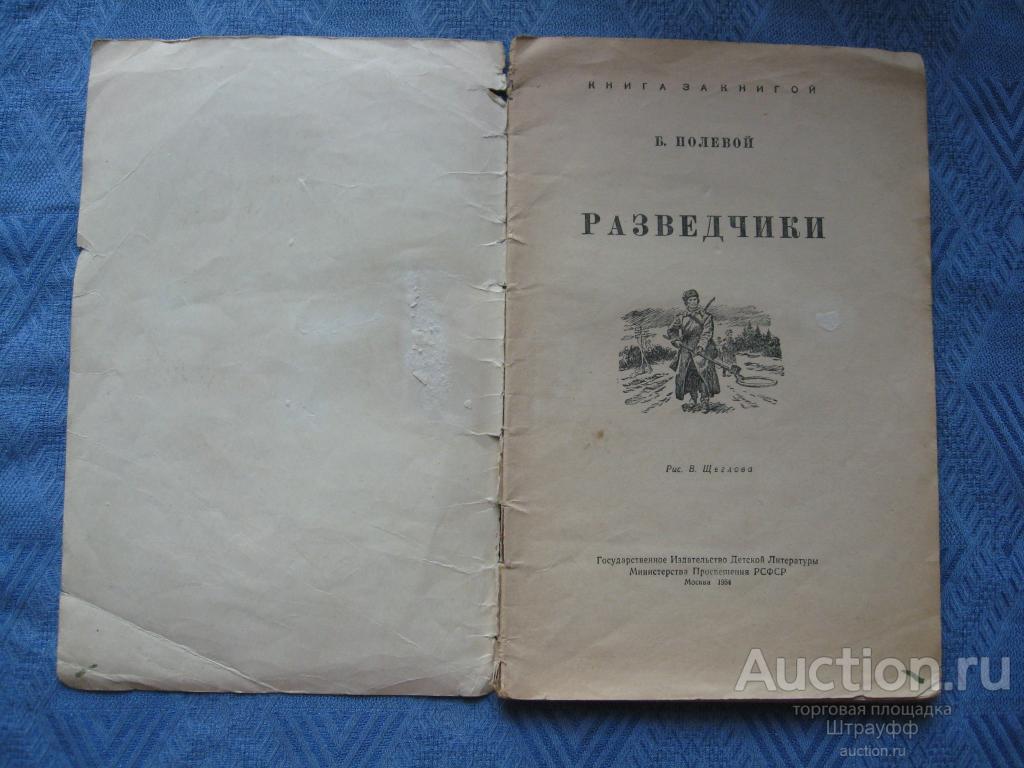 КНИГА ЗА КНИГОЙ
Б. ПОЛЕВОЙ
РАЗВЕДЧИКИ
Рис. В. Щеглова
Государственное Издательство Детской Литературы
Министерства Просвещения РСФСР
Москва 1954
Auction.ru
торговая площадка
Штрауфф
auction.ru